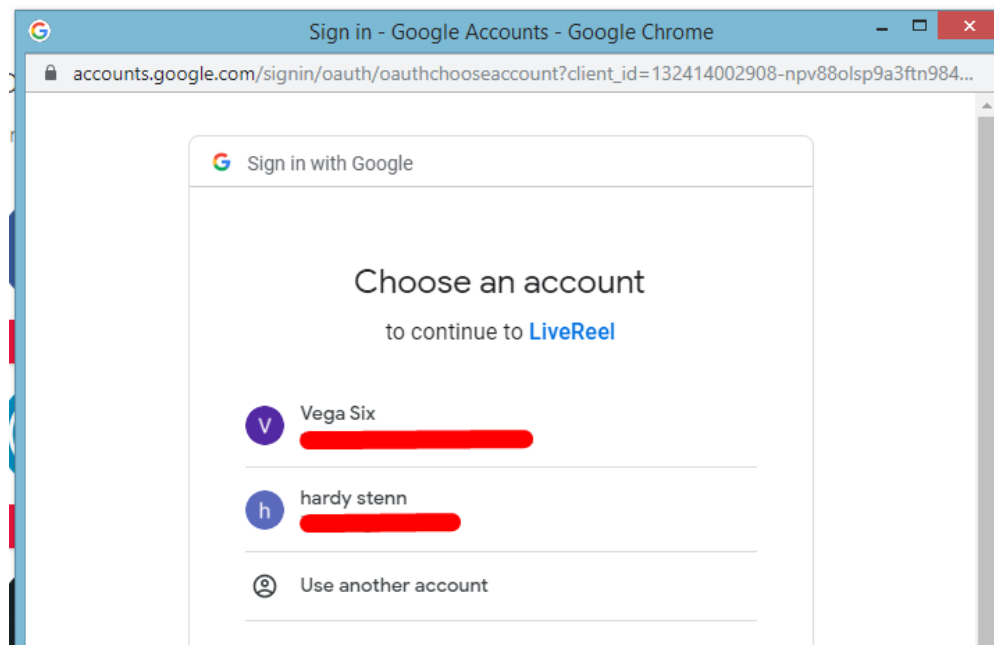 Sign in - Google Accounts - Google Chrome
accounts.google.com/signin/oauth/oauthchooseaccount?client_id=132414002908-npv88olsp9a3ftn984...
Sign in with Google
Choose an account
to continue to LiveReel
V
Vega Six
h
hardy stenn
Use another account